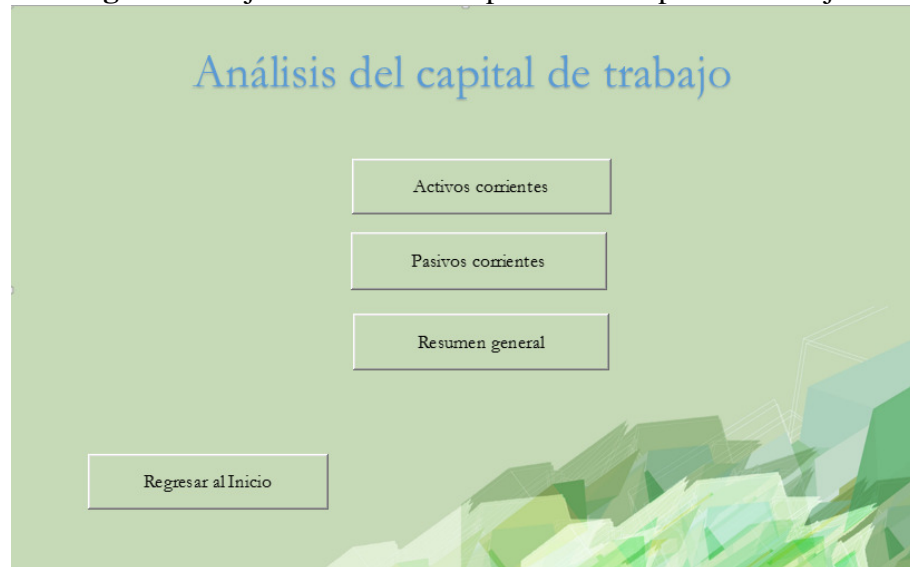 Análisis del capital de trabajo
Activos corrientes
Pasivos corrientes
Resumen general
Regresar al Inicio